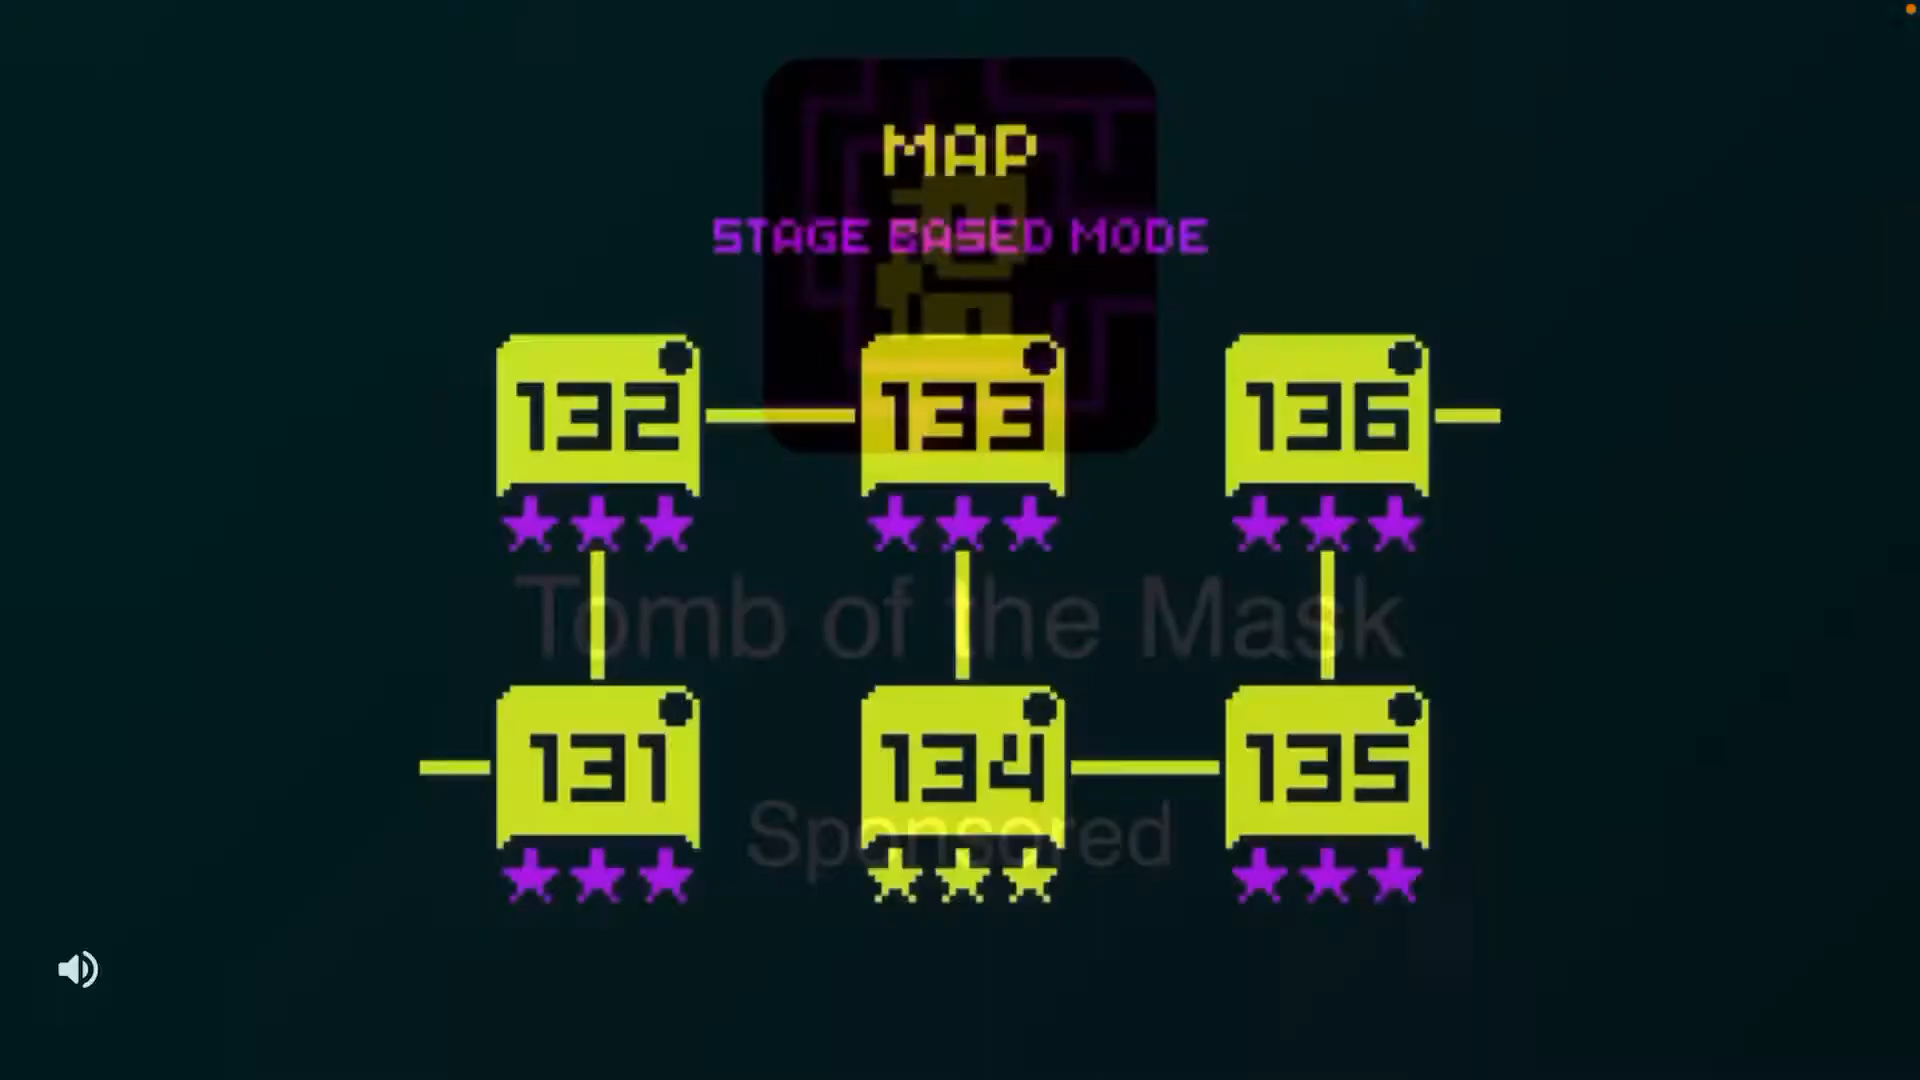 MAP
STAGE BASED MODE
132 133 136
Tomb of the Mask
131 134 135
Sponsored